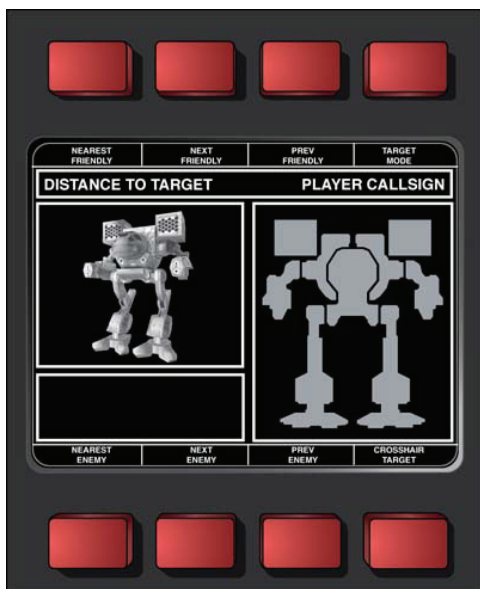 NEAREST FRIENDLY
NEXT FRIENDLY
PREV FRIENDLY
TARGET MODE
DISTANCE TO TARGET
PLAYER CALLSIGN
NEAREST ENEMY
NEXT ENEMY
PREV ENEMY
CROSSHAIR TARGET